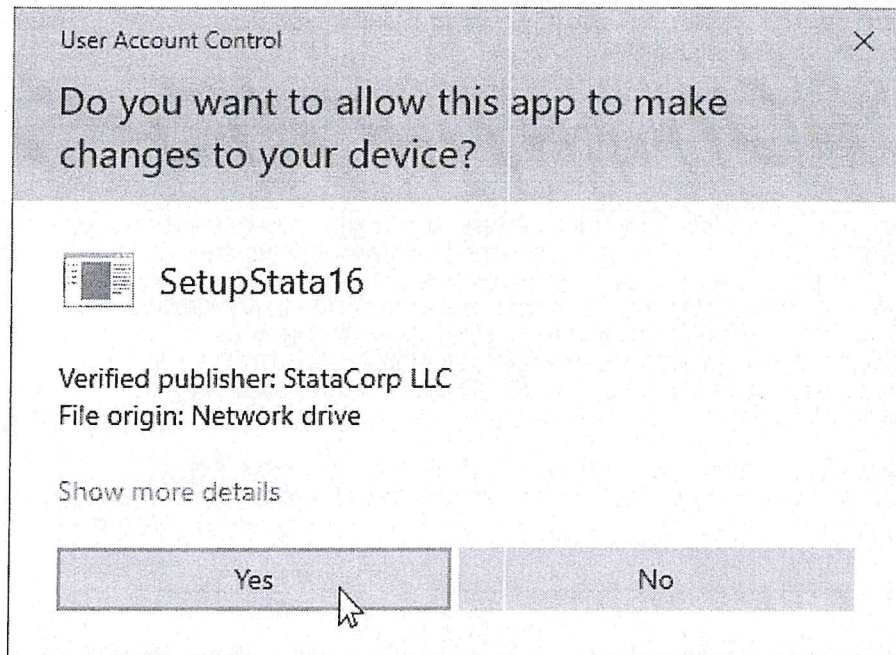 User Account Control
Do you want to allow this app to make
changes to your device?
SetupStata16
Verified publisher: StataCorp LLC
File origin: Network drive
Show more details
Yes
No